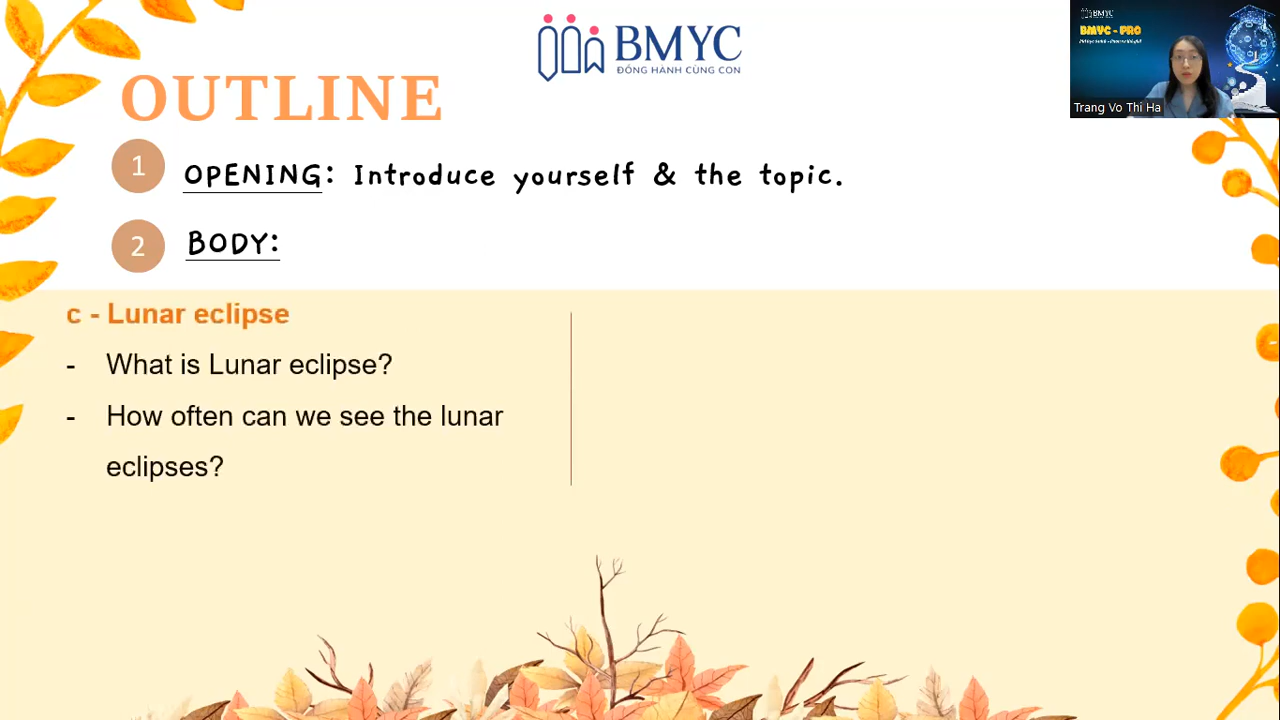 BMYC
ĐỒNG HÀNH CÙNG CON
BMYC
BMYC - PRO
Trang Vo Thi Ha
OUTLINE
1 OPENING: Introduce yourself & the topic.
2 BODY:
c - Lunar eclipse
- What is Lunar eclipse?
- How often can we see the lunar
eclipses?